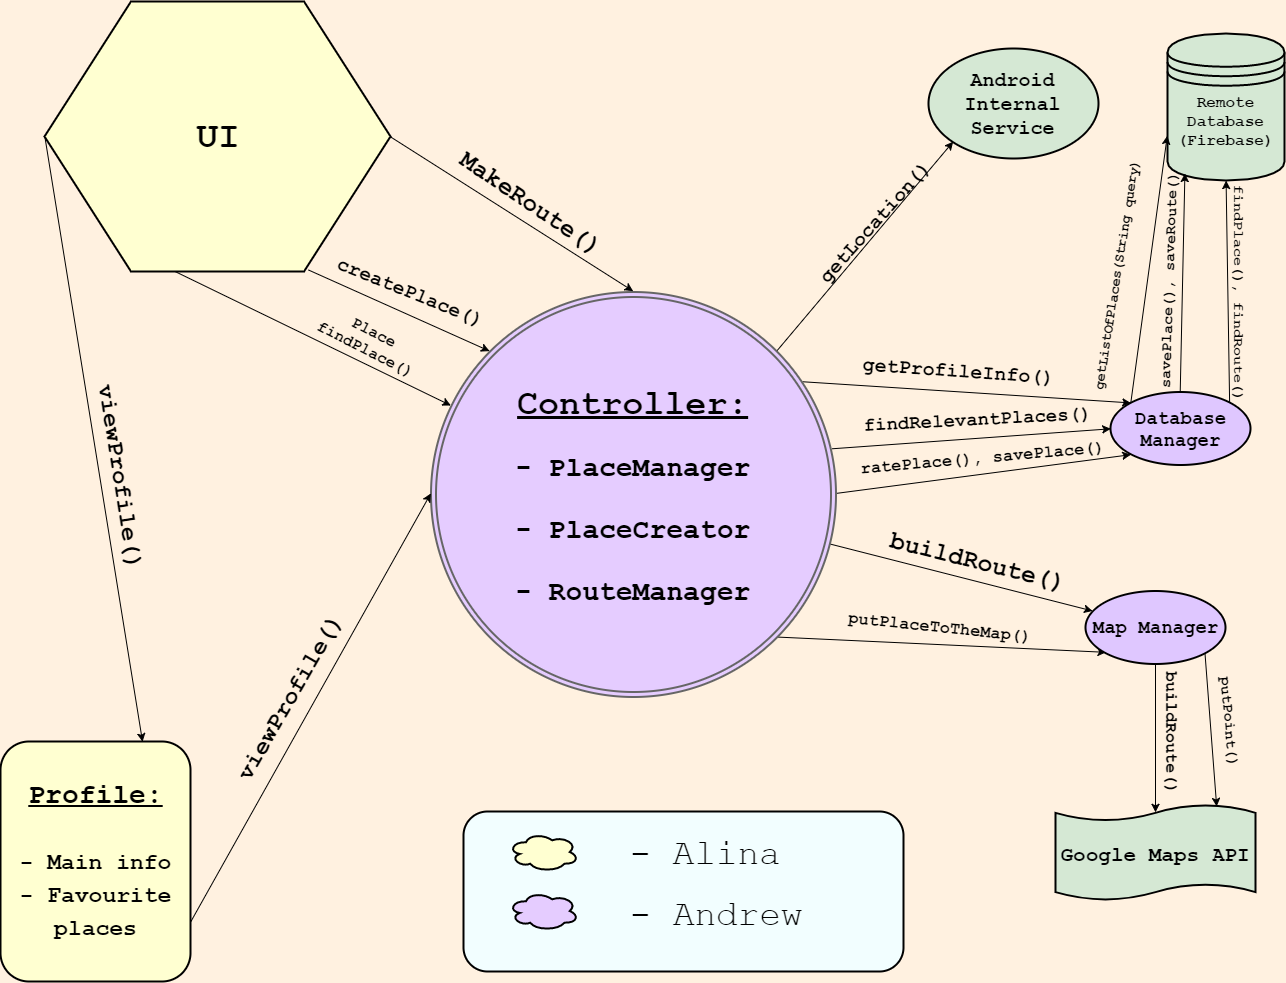 UI
MakeRoute()
createPlace()
Place
findPlace()
viewProfile()
viewProfile()
Profile:
- Main info
- Favourite
places
Controller:
- PlaceManager
- PlaceCreator
- RouteManager
getLocation()
Android
Internal
Service
Remote
Database
(Firebase)
getListOfPlaces(String query)
savePlace(), saveRoute()
findPlace(), findRoute()
getProfileInfo()
findRelevantPlaces()
ratePlace(), savePlace()
Database
Manager
buildRoute()
putPlaceToTheMap()
Map Manager
buildRoute()
putPoint()
Google Maps API
- Alina
- Andrew